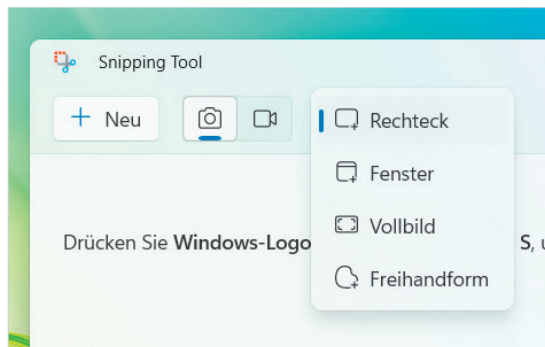 Snipping Tool
Neu
Rechteck
Fenster
Vollbild
Freihandform
Drücken Sie Windows-Logo S, u